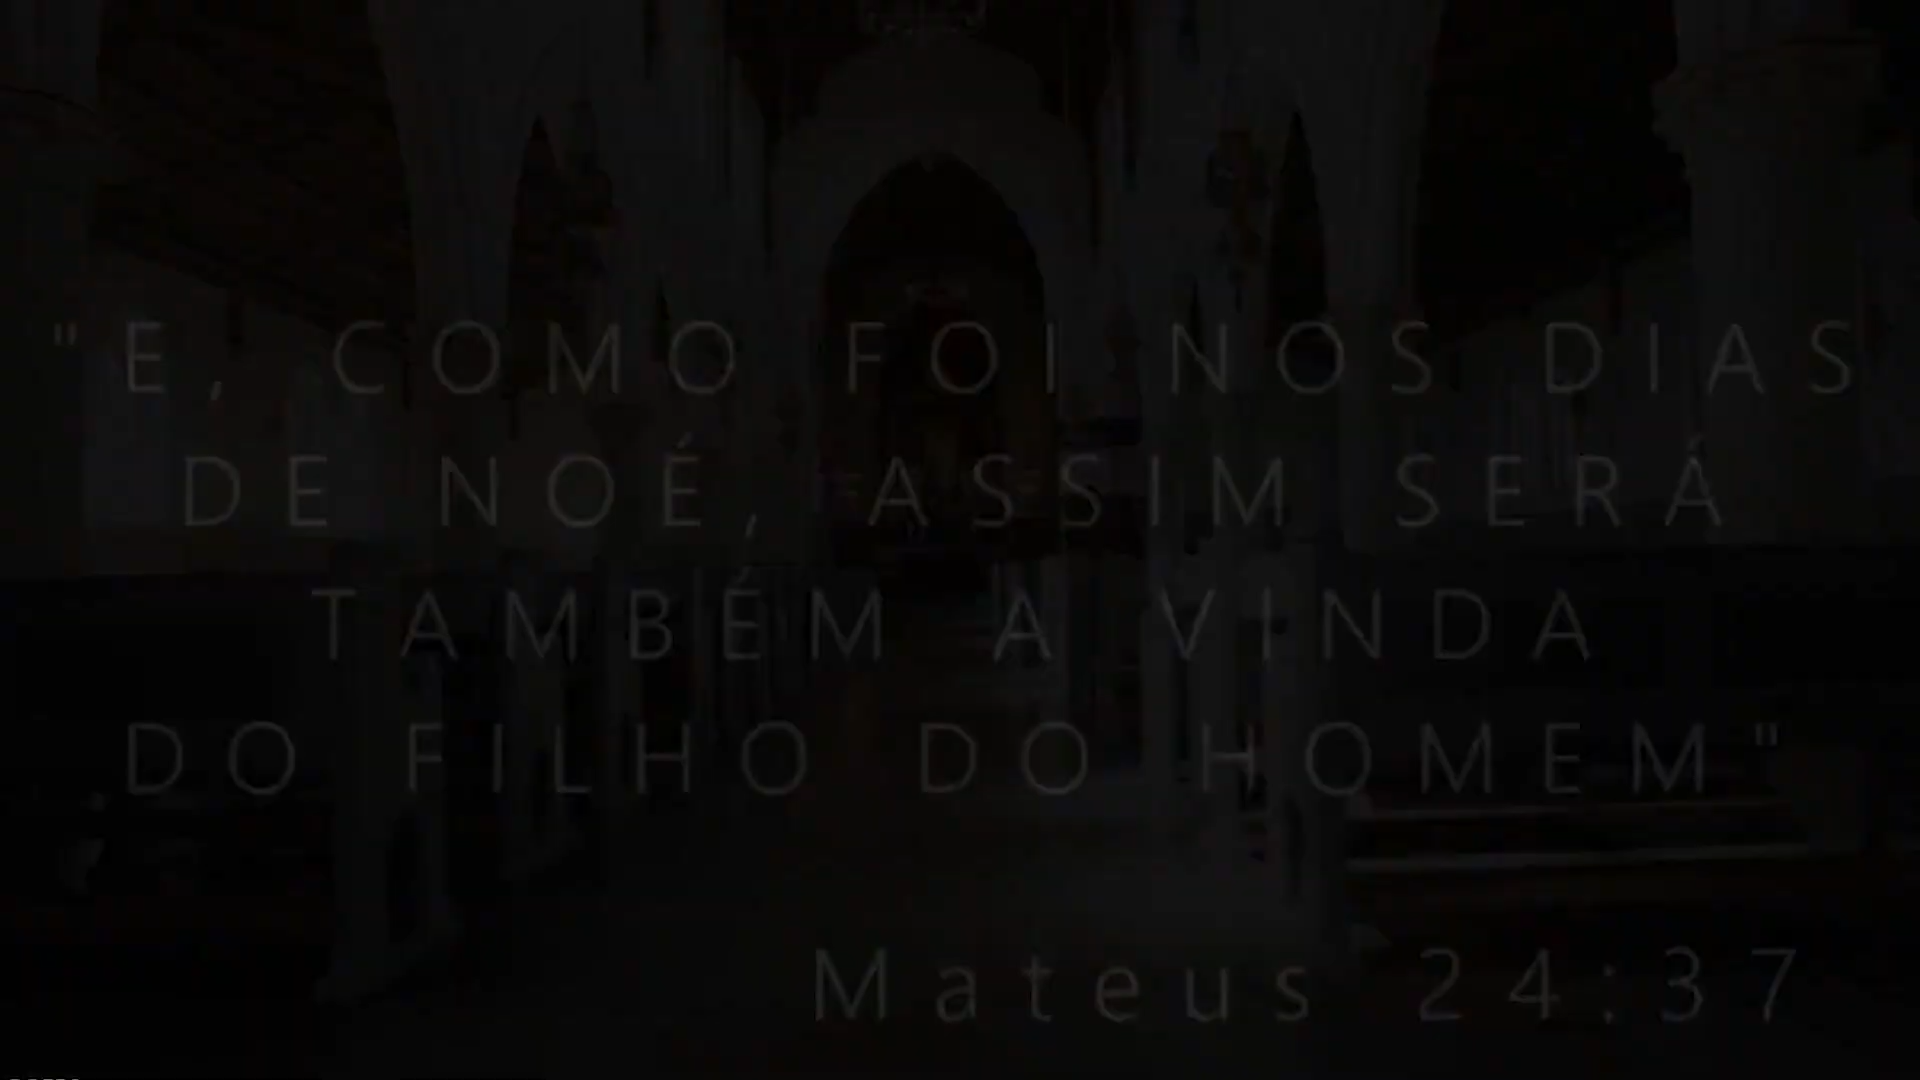 "E, COMO FOI NOS DIAS
DE NOÉ, ASSIM SERÁ
TAMBÉM A VINDA
DO FILHO DO HOMEM"
Mateus 24:37